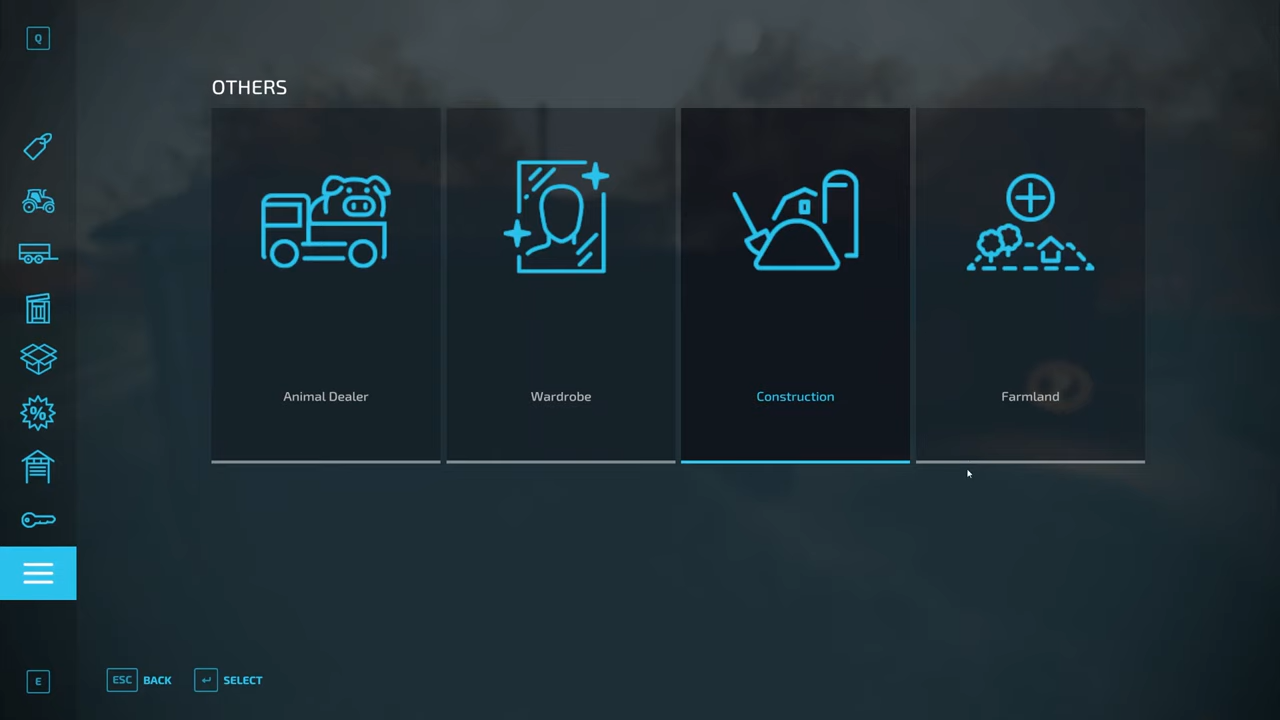 Q
OTHERS
%
Animal Dealer
Wardrobe
Construction
Farmland
E
ESC BACK
SELECT